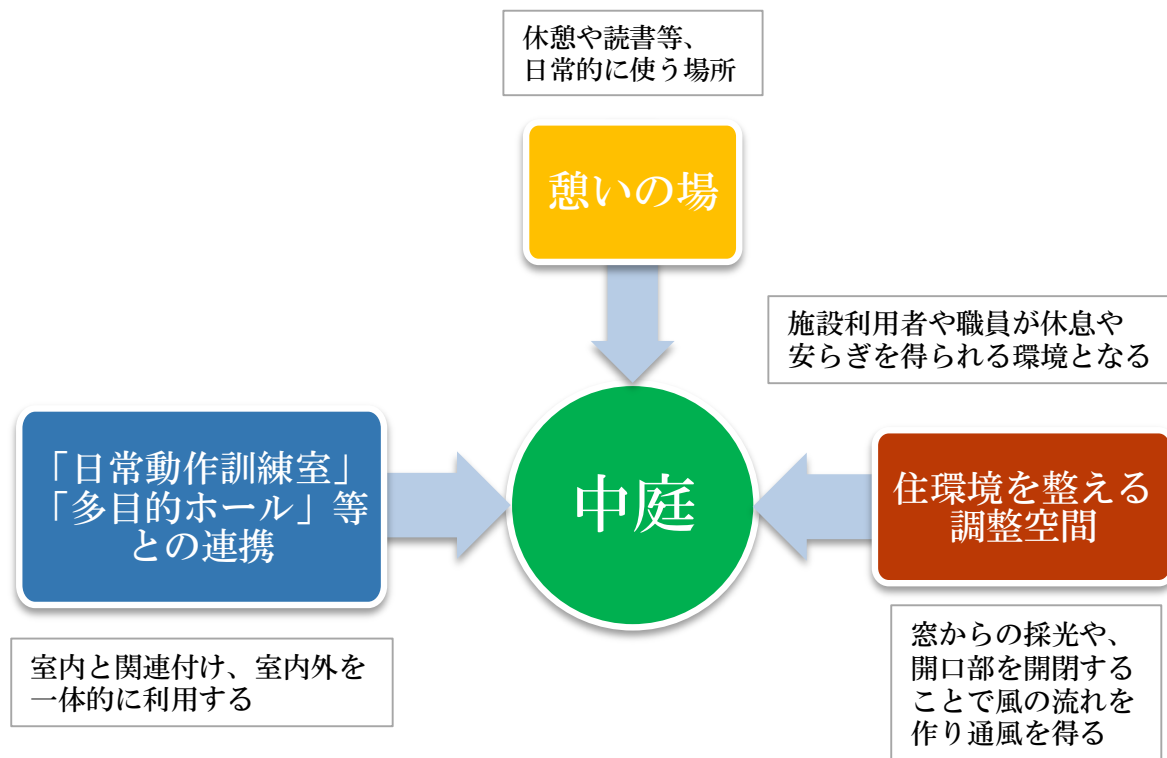 休憩や読書等、
日常的に使う場所
憩いの場
施設利用者や職員が休息や
安らぎを得られる環境となる
「日常動作訓練室」
「多目的ホール」等
との連携
中庭
住環境を整える
調整空間
室内と関連付け、室内外を
一体的に利用する
窓からの採光や、
開口部を開閉する
ことで風の流れを
作り通風を得る